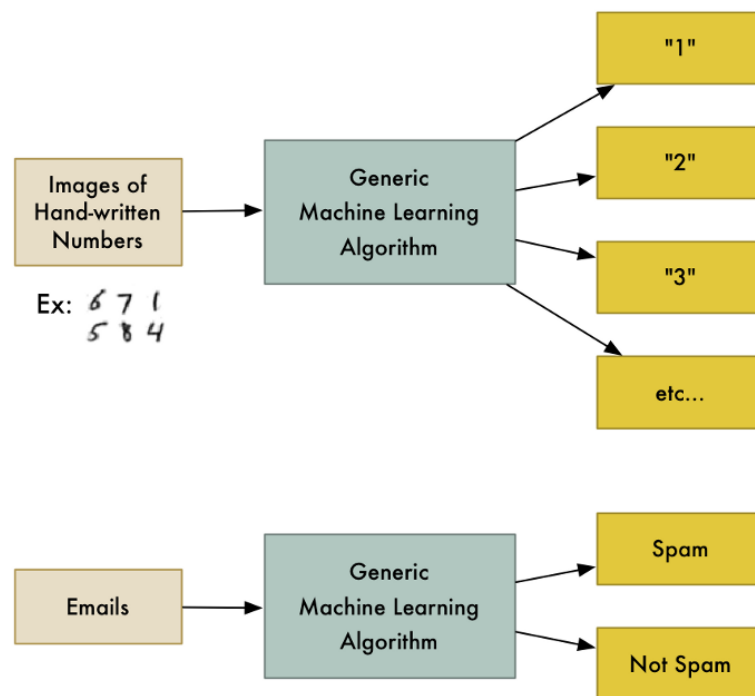 "1"
"2"
Images of
Hand-written
Numbers
Generic
Machine Learning
Algorithm
"3"
Ex: 6 7 1
5 8 4
etc...
Emails
Generic
Machine Learning
Algorithm
Spam
Not Spam